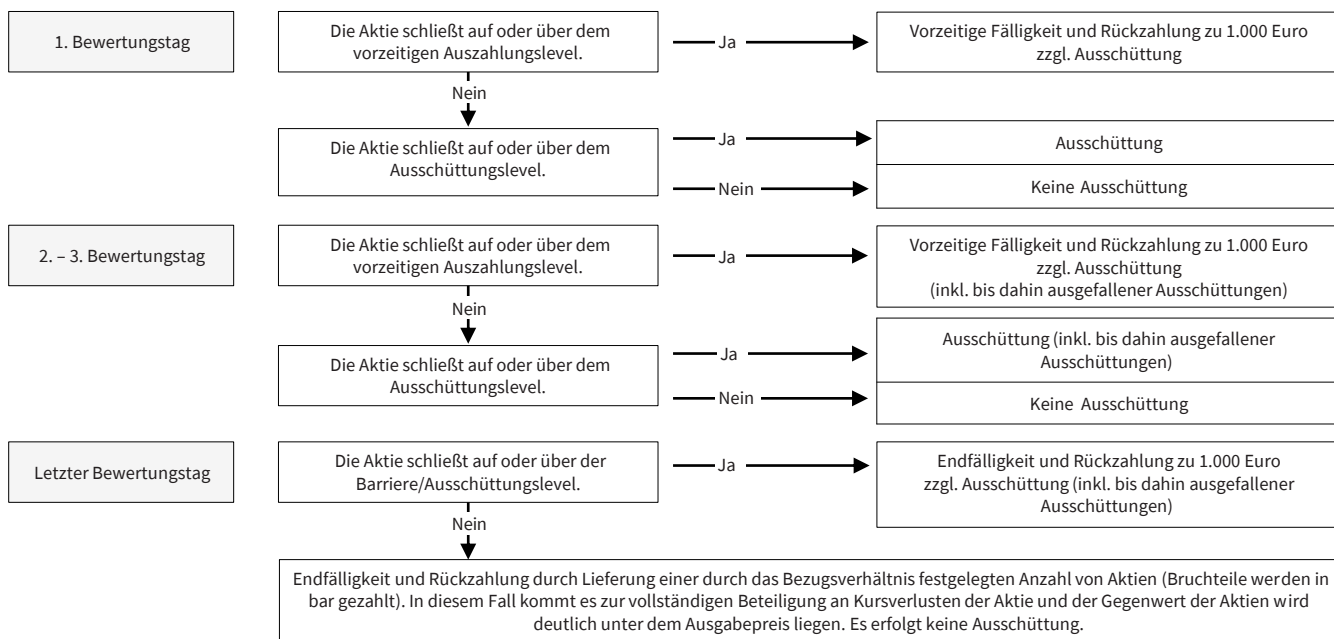 1. Bewertungstag
Die Aktie schließt auf oder über dem
vorzeitigen Auszahlungslevel.
Ja
Vorzeitige Fälligkeit und Rückzahlung zu 1.000 Euro
zzgl. Ausschüttung
Nein
Die Aktie schließt auf oder über dem
Ausschüttungslevel.
Ja
Ausschüttung
Nein
Keine Ausschüttung
2. – 3. Bewertungstag
Die Aktie schließt auf oder über dem
vorzeitigen Auszahlungslevel.
Ja
Vorzeitige Fälligkeit und Rückzahlung zu 1.000 Euro
zzgl. Ausschüttung
(inkl. bis dahin ausgefallener Ausschüttungen)
Nein
Die Aktie schließt auf oder über dem
Ausschüttungslevel.
Ja
Ausschüttung (inkl. bis dahin ausgefallener
Ausschüttungen)
Nein
Keine Ausschüttung
Letzter Bewertungstag
Die Aktie schließt auf oder über der
Barriere/Ausschüttungslevel.
Ja
Endfälligkeit und Rückzahlung zu 1.000 Euro
zzgl. Ausschüttung (inkl. bis dahin ausgefallener
Ausschüttungen)
Nein
Endfälligkeit und Rückzahlung durch Lieferung einer durch das Bezugsverhältnis festgelegten Anzahl von Aktien (Bruchteile werden in
bar gezahlt). In diesem Fall kommt es zur vollständigen Beteiligung an Kursverlusten der Aktie und der Gegenwert der Aktien wird
deutlich unter dem Ausgabepreis liegen. Es erfolgt keine Ausschüttung.